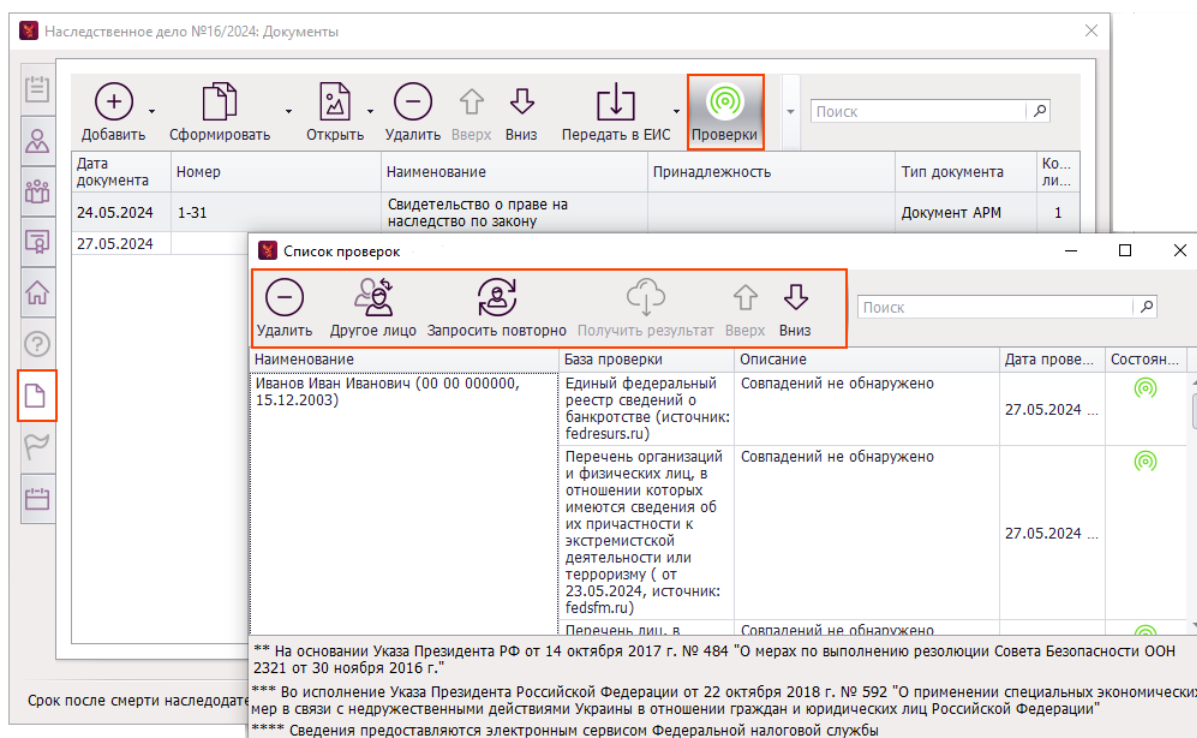 Наследственное дело №16/2024: Документы
Добавить Сформировать Открыть Удалить Вверх Вниз Передать в ЕИС Проверки Поиск
Дата документа Номер Наименование Принадлежность Тип документа Ко... ли...
24.05.2024 1-31 Свидетельство о праве на наследство по закону Документ АРМ 1
27.05.2024
Список проверок
Удалить Другое лицо Запросить повторно Получить результат Вверх Вниз Поиск
Наименование База проверки Описание Дата прове... Состоян...
Иванов Иван Иванович (00 00 000000,
15.12.2003)
Единый федеральный
реестр сведений о
банкротстве (источник:
fedresurs.ru)
Совпадений не обнаружено
27.05.2024 ...
Перечень организаций
и физических лиц, в
отношении которых
имеются сведения об
их причастности к
экстремистской
деятельности или
терроризму ( от
23.05.2024, источник:
fedsfm.ru)
Совпадений не обнаружено
27.05.2024 ...
Перечень лиц, в Совпадений не обнаружено
** На основании Указа Президента РФ от 14 октября 2017 г. № 484 "О мерах по выполнению резолюции Совета Безопасности ООН
2321 от 30 ноября 2016 г."
*** Во исполнение Указа Президента Российской Федерации от 22 октября 2018 г. № 592 "О применении специальных экономических
мер в связи с недружественными действиями Украины в отношении граждан и юридических лиц Российской Федерации"
**** Сведения предоставляются электронным сервисом Федеральной налоговой службы
Срок после смерти наследодате